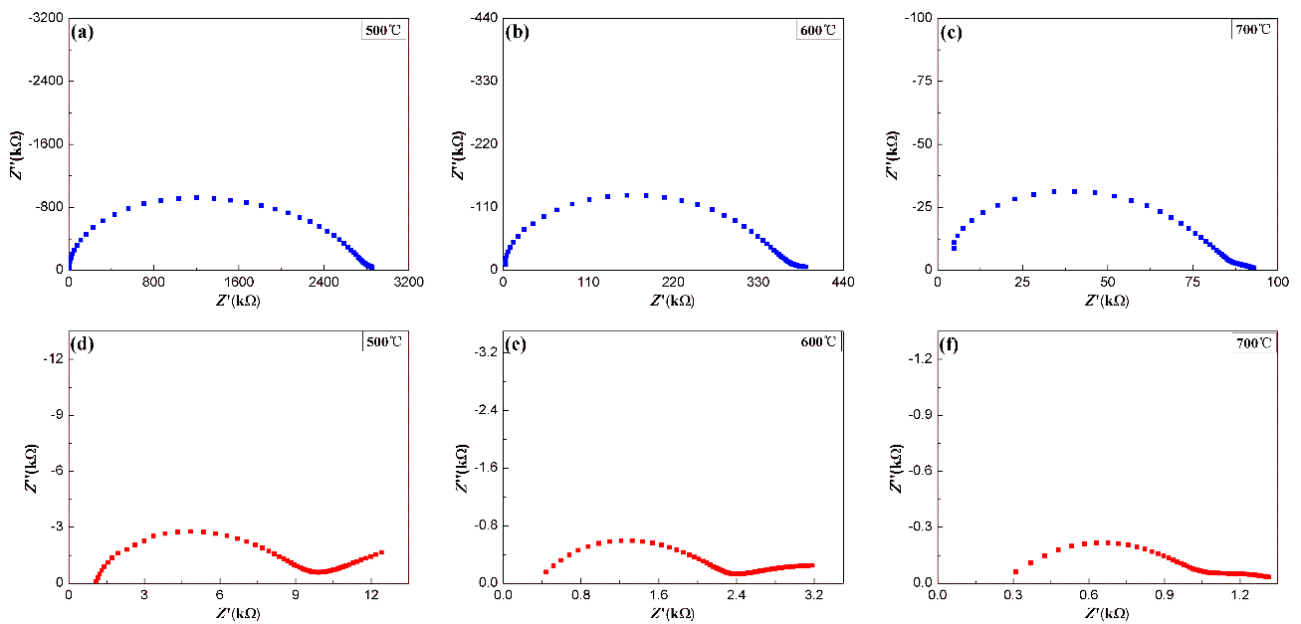 (a) 500℃
-3200
-2400
-1600
-800
0
Z''(kΩ)
0 800 1600 2400 3200
Z'(kΩ)
(b) 600℃
-440
-330
-220
-110
0
Z''(kΩ)
0 110 220 330 440
Z'(kΩ)
(c) 700℃
-100
-75
-50
-25
0
Z''(kΩ)
0 25 50 75 100
Z'(kΩ)
(d) 500℃
-12
-9
-6
-3
0
Z''(kΩ)
0 3 6 9 12
Z'(kΩ)
(e) 600℃
-3.2
-2.4
-1.6
-0.8
0.0
Z''(kΩ)
0.0 0.8 1.6 2.4 3.2
Z'(kΩ)
(f) 700℃
-1.2
-0.9
-0.6
-0.3
0.0
Z''(kΩ)
0.0 0.3 0.6 0.9 1.2
Z'(kΩ)